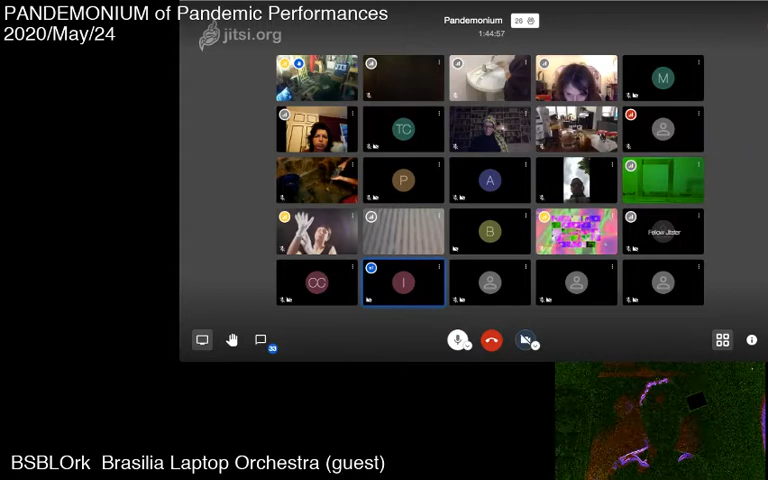 PANDEMONIUM of Pandemic Performances
2020/May/24
jitsi.org
Pandemonium
26
1:44:57
M
TC
P
A
B
Fellow Jitster
CC
I
33
BSBLOrk Brasilia Laptop Orchestra (guest)